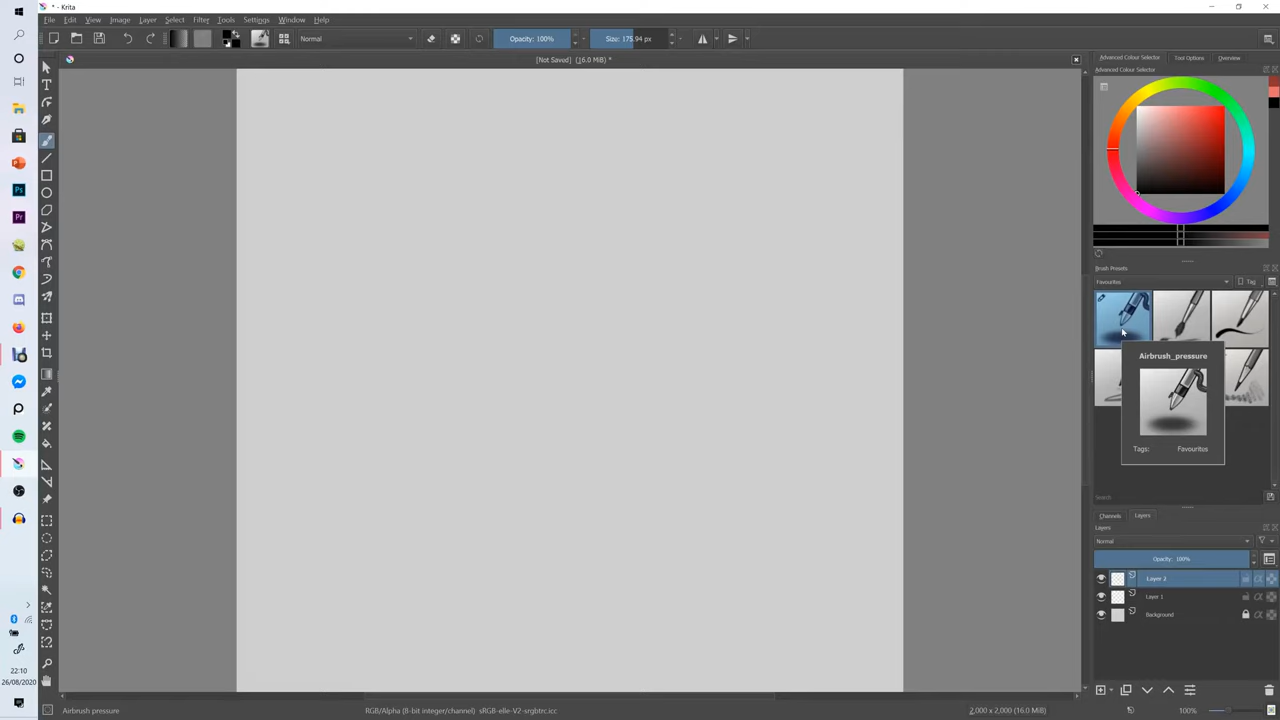 * - Krita
File Edit View Image Layer Select Filter Tools Settings Window Help
Normal Opacity: 100% Size: 175.94 px
[Not Saved] (16.0 MiB) *
Advanced Colour Selector Tool Options Overview
Advanced Colour Selector
Brush Presets
Favourites Tag
Airbrush_pressure
Tags: Favourites
Search
Channels Layers
Layers
Normal
Opacity: 100%
Layer 2
Layer 1
Background
22:10
26/08/2020
Airbrush pressure RGB/Alpha (8-bit integer/channel) sRGB-elle-V2-srgbtrc.icc 2,000 x 2,000 (16.0 MiB) 100%